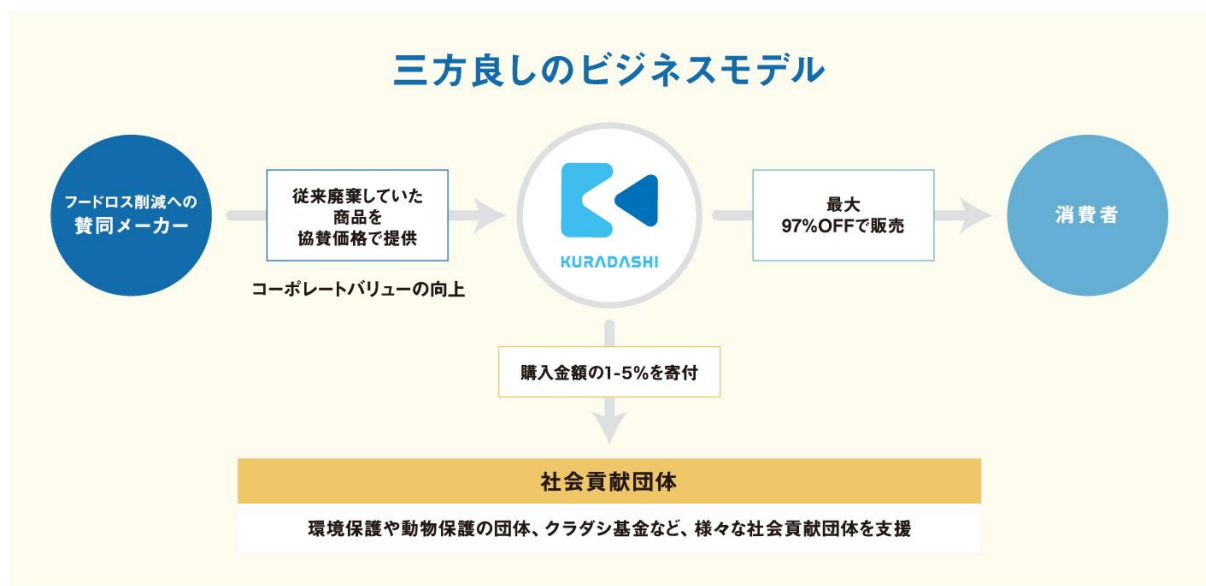 三方良しのビジネスモデル
フードロス削減への
賛同メーカー
従来廃棄していた
商品を
協賛価格で提供
コーポレートバリューの向上
KURADASHI
最大
97%OFFで販売
消費者
購入金額の1-5%を寄付
社会貢献団体
環境保護や動物保護の団体、クラダシ基金など、様々な社会貢献団体を支援